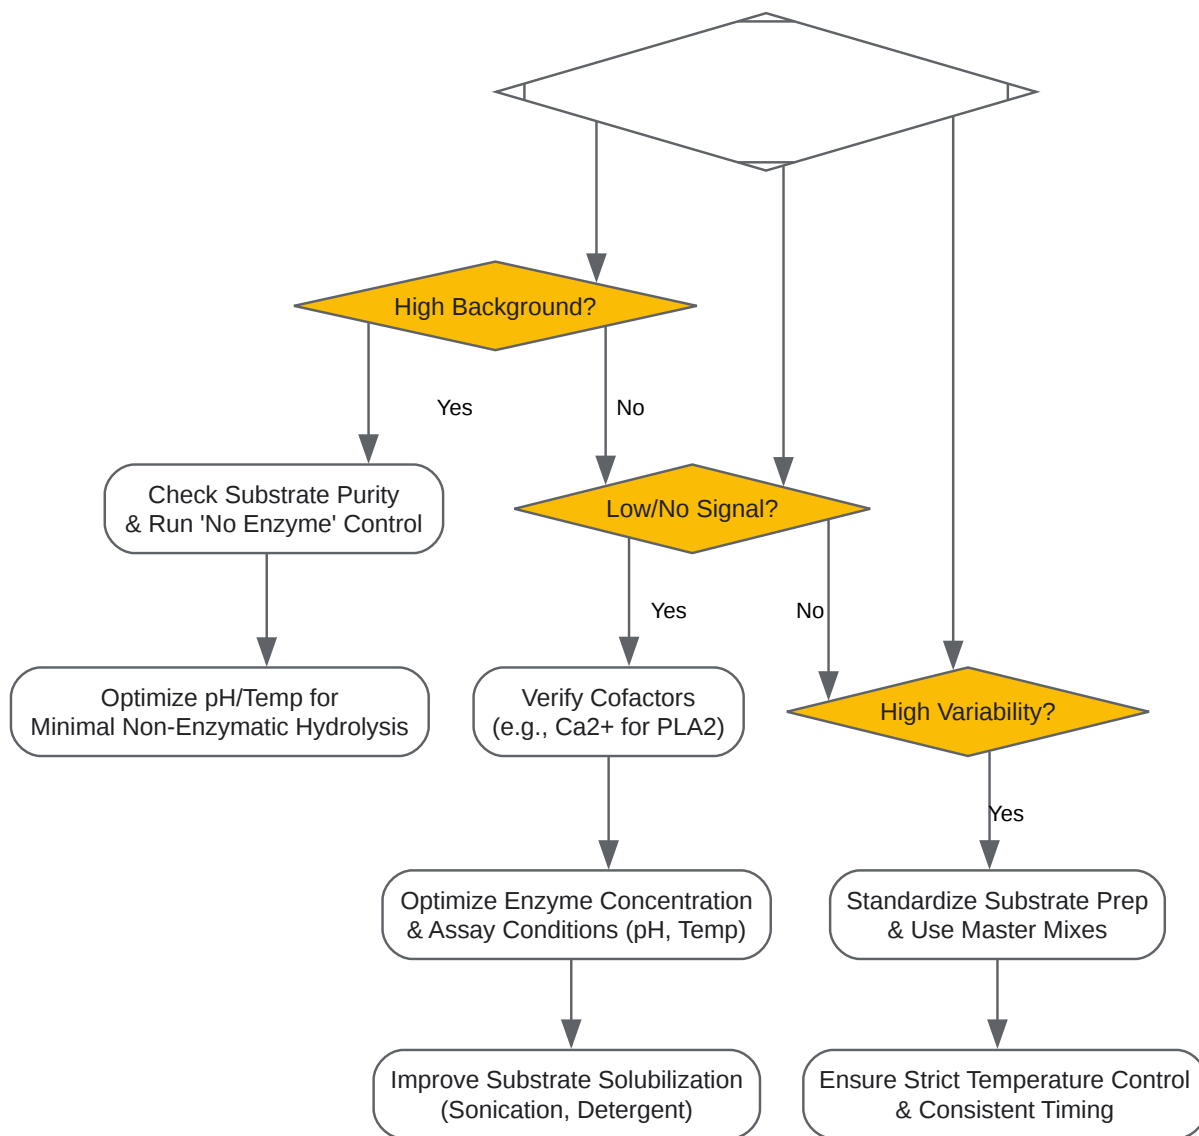 High Background?
Yes
No
Check Substrate Purity
& Run 'No Enzyme' Control
Low/No Signal?
Yes
No
Optimize pH/Temp for
Minimal Non-Enzymatic Hydrolysis
Verify Cofactors
(e.g., Ca2+ for PLA2)
High Variability?
Yes
Optimize Enzyme Concentration
& Assay Conditions (pH, Temp)
Standardize Substrate Prep
& Use Master Mixes
Improve Substrate Solubilization
(Sonication, Detergent)
Ensure Strict Temperature Control
& Consistent Timing